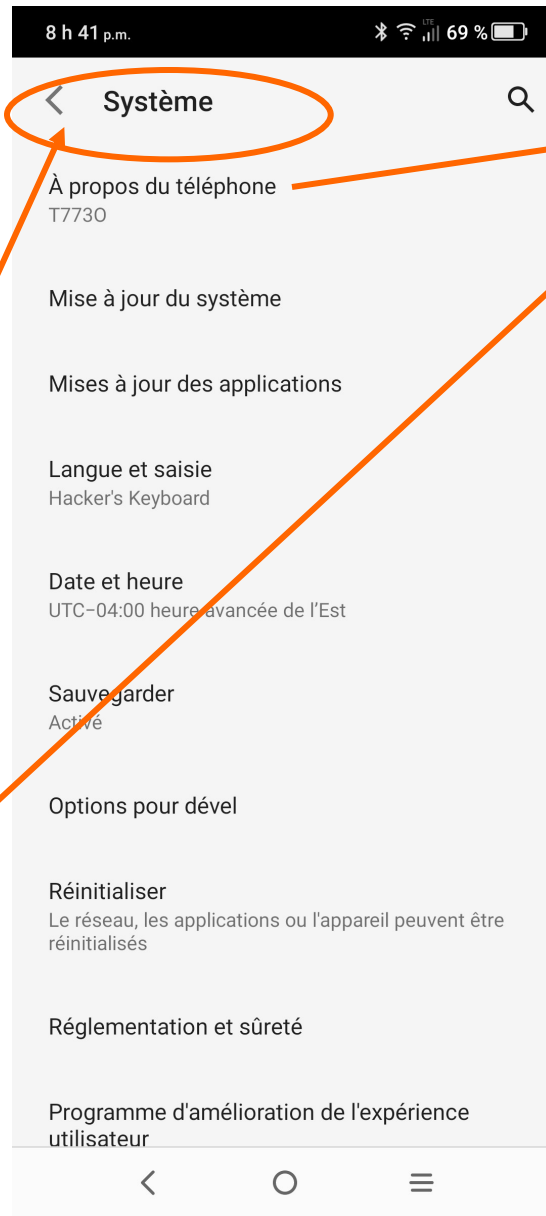 8 h 41 p.m. LTE 69 %
Système
À propos du téléphone
T773O
Mise à jour du système
Mises à jour des applications
Langue et saisie
Hacker's Keyboard
Date et heure
UTC−04:00 heure avancée de l’Est
Sauvegarder
Activé
Options pour dével
Réinitialiser
Le réseau, les applications ou l'appareil peuvent être
réinitialisés
Réglementation et sûreté
Programme d'amélioration de l'expérience
utilisateur